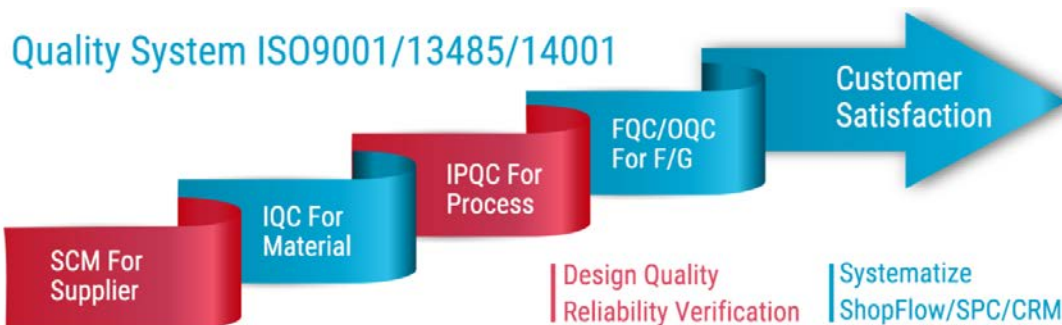 Quality System ISO9001/13485/14001
SCM For
Supplier
IQC For
Material
IPQC For
Process
FQC/OQC
For F/G
Customer
Satisfaction
Design Quality
Reliability Verification
Systematize
ShopFlow/SPC/CRM